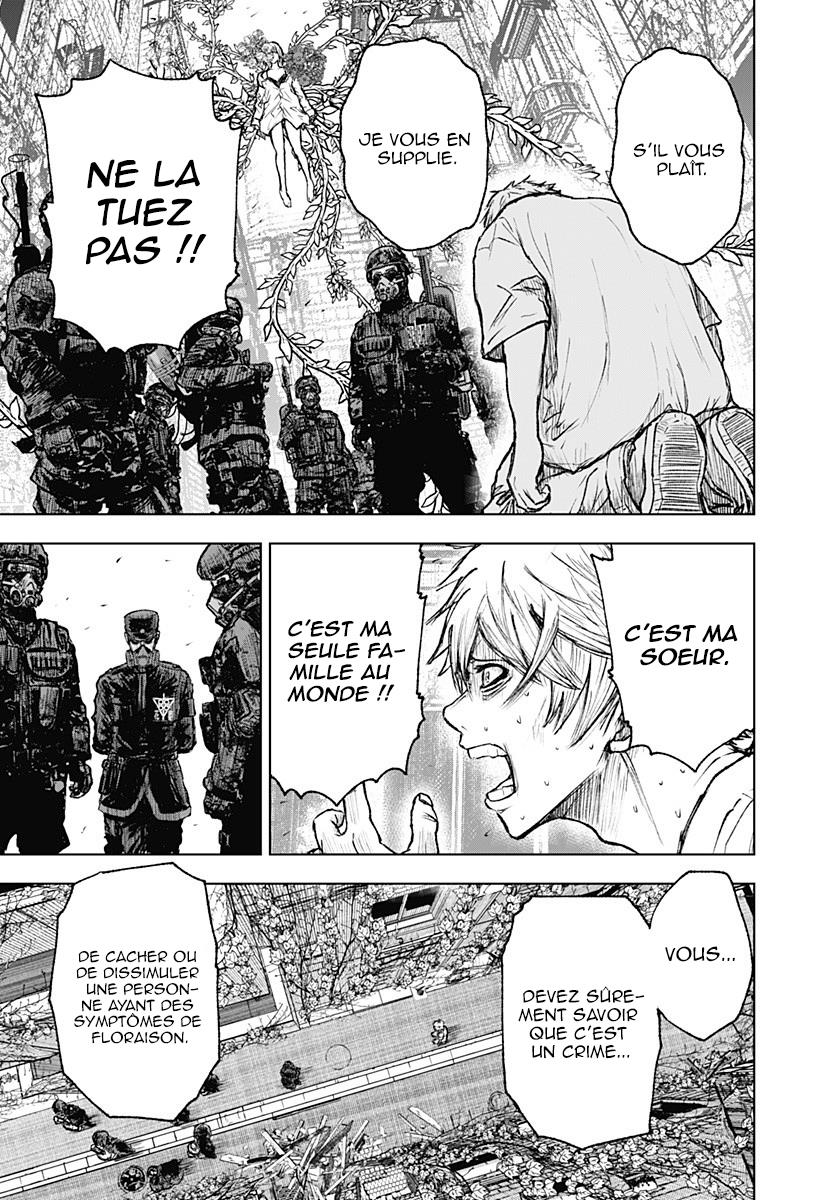 S'IL VOUS
PLAÎT.
JE VOUS EN
SUPPLIE.
NE LA
TUEZ
PAS !!
C'EST MA
SOEUR.
C'EST MA
SEULE FA-
MILLE AU
MONDE !!
VOUS...
DEVEZ SÛRE-
MENT SAVOIR
QUE C'EST
UN CRIME...
DE CACHER OU
DE DISSIMULER
UNE PERSON-
NE AYANT DES
SYMPTÔMES DE
FLORAISON.